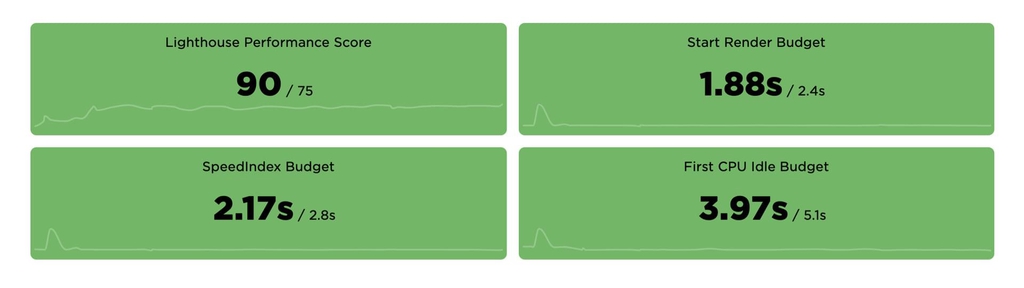 Lighthouse Performance Score
90 / 75
Start Render Budget
1.88s / 2.4s
SpeedIndex Budget
2.17s / 2.8s
First CPU Idle Budget
3.97s / 5.1s